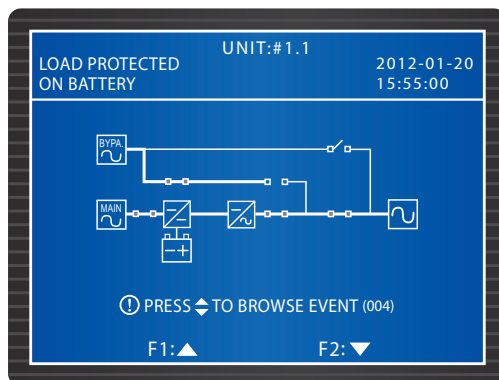 UNIT:#1.1
LOAD PROTECTED
ON BATTERY
2012-01-20
15:55:00
BYPA.
MAIN
PRESS TO BROWSE EVENT (004)
F1:
F2: